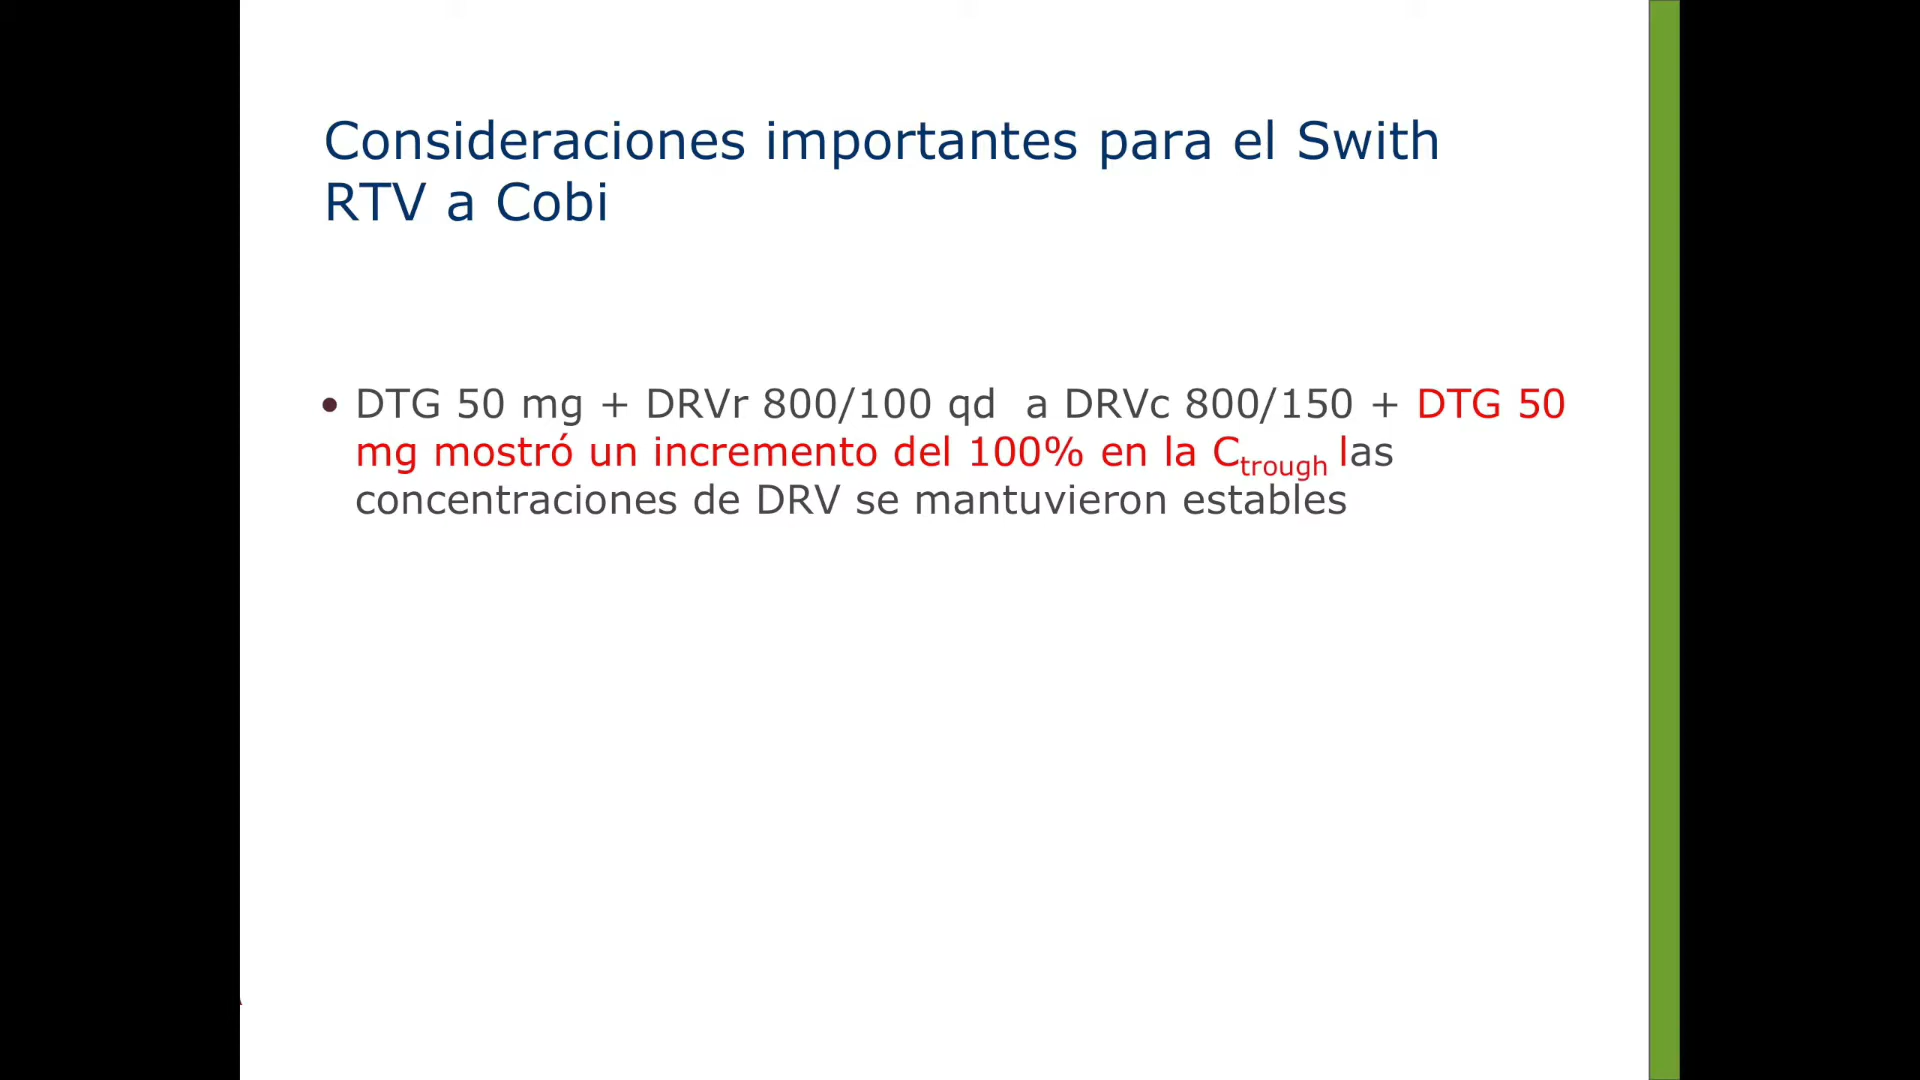 Consideraciones importantes para el Swith
RTV a Cobi
• DTG 50 mg + DRVr 800/100 qd a DRVc 800/150 + DTG 50
mg mostró un incremento del 100% en la Ctrough las
concentraciones de DRV se mantuvieron estables